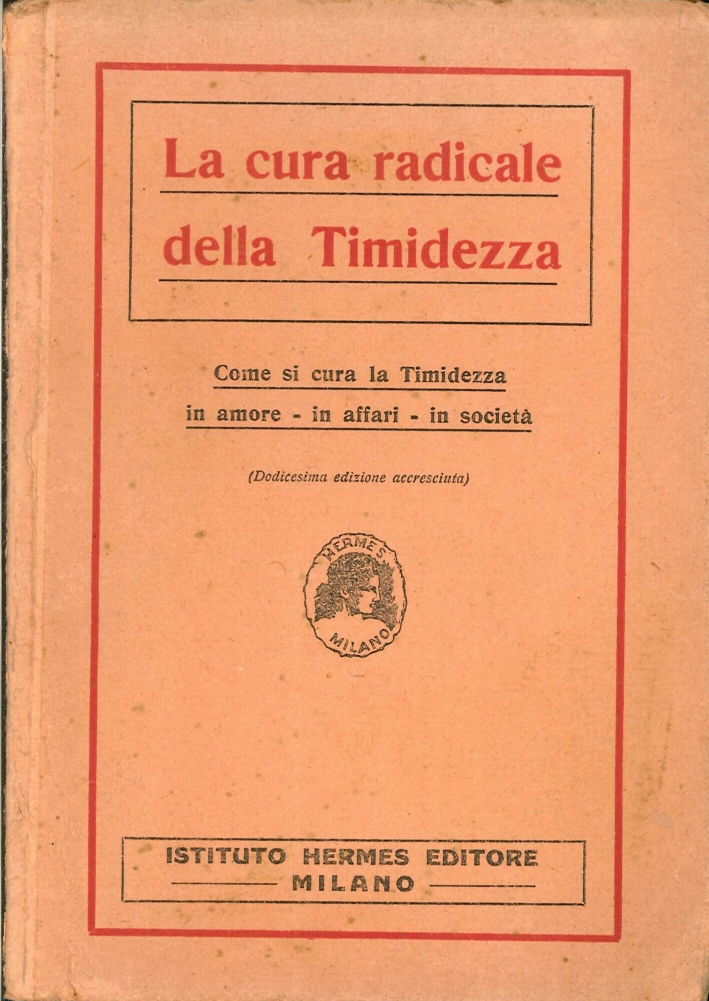 La cura radicale
della Timidezza
Come si cura la Timidezza
in amore - in affari - in società
(Dodicesima edizione accresciuta)
HERMES
MILANO
ISTITUTO HERMES EDITORE
MILANO